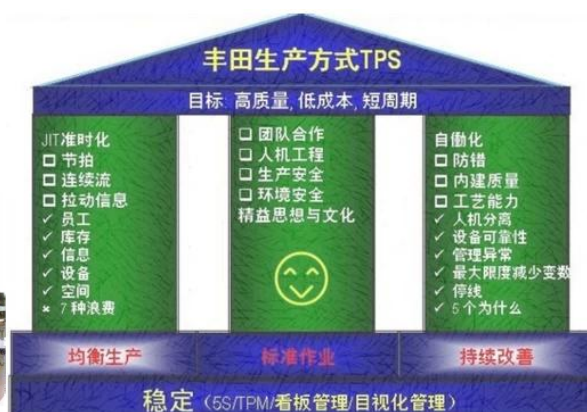 丰田生产方式TPS
目标: 高质量, 低成本, 短周期
JIT准时化
□ 节拍
□ 连续流
□ 拉动信息
✓ 员工
✓ 库存
✓ 信息
✓ 设备
✓ 空间
× 7 种浪费
□ 团队合作
□ 人机工程
□ 生产安全
□ 环境安全
精益思想与文化
自働化
□ 防错
□ 内建质量
□ 工艺能力
✓ 人机分离
✓ 设备可靠性
✓ 管理异常
✓ 最大限度减少变数
✓ 停线
✓ 5 个为什么
均衡生产
标准作业
持续改善
稳定（5S/TPM/看板管理/目视化管理）